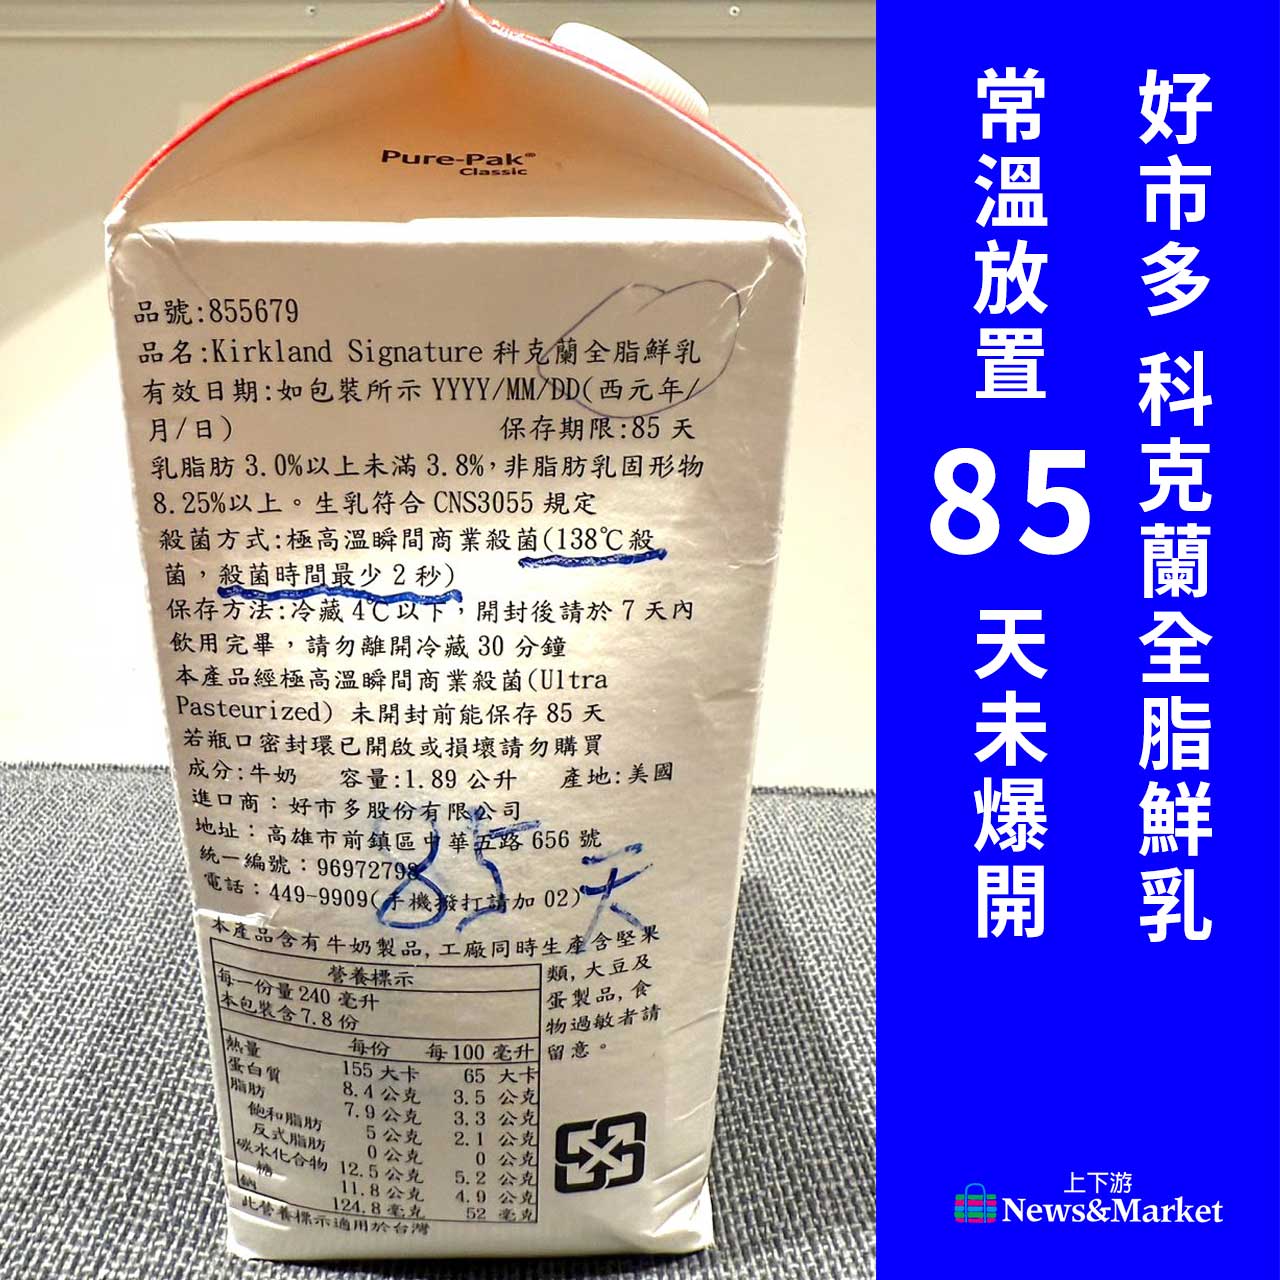 Pure-Pak®
Classic
品號:855679
品名:Kirkland Signature 科克蘭全脂鮮乳
有效日期:如包裝所示 YYYY/MM/DD(西元年/
月/日) 保存期限:85 天
乳脂肪 3.0%以上未滿 3.8%,非脂肪乳固形物
8.25%以上。生乳符合 CNS3055 規定
殺菌方式:極高溫瞬間商業殺菌(138℃殺
菌,殺菌時間最少 2 秒)
保存方法:冷藏 4℃以下,開封後請於 7 天內
飲用完畢,請勿離開冷藏 30 分鐘
本產品經極高溫瞬間商業殺菌(Ultra
Pasteurized) 未開封前能保存 85 天
若瓶口密封環已開啟或損壞請勿購買
成分:牛奶 容量:1.89 公升 產地:美國
進口商:好市多股份有限公司
地址:高雄市前鎮區中華五路 656 號
統一編號:96972798
電話:449-9909(手機撥打請加 02)
85天
本產品含有牛奶製品,工廠同時生產含堅果
類,大豆及
蛋製品,食
物過敏者請
留意。
營養標示
每一份量 240 毫升
本包裝含 7.8 份
每份 每 100 毫升
熱量 155 大卡 65 大卡
蛋白質 8.4 公克 3.5 公克
脂肪 7.9 公克 3.3 公克
飽和脂肪 5 公克 2.1 公克
反式脂肪 0 公克 0 公克
碳水化合物 12.5 公克 5.2 公克
糖 11.8 公克 4.9 公克
鈉 124.8 毫克 52 毫克
此營養標示適用於台灣
好市多 科克蘭全脂鮮乳
常溫放置 85 天未爆開
上下游
News&Market